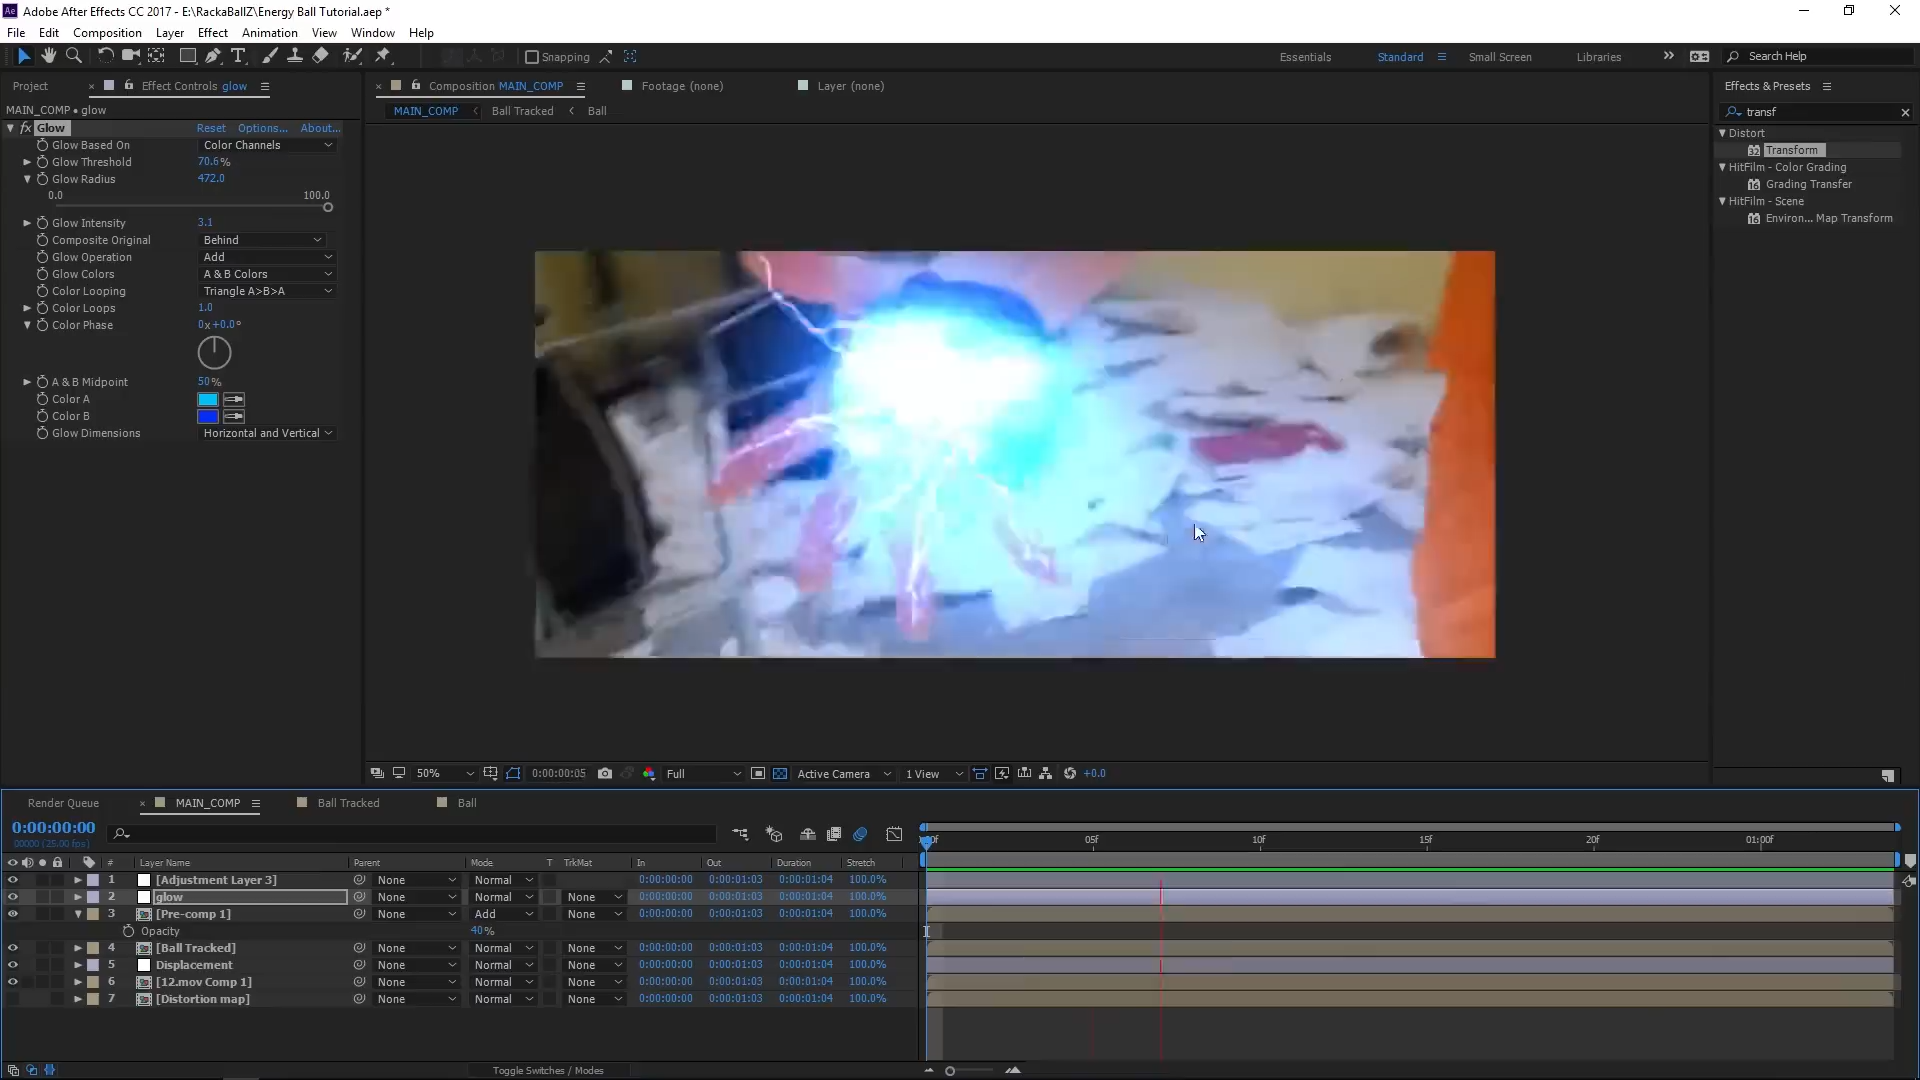 Adobe After Effects CC 2017 - E:\RackaBallZ\Energy Ball Tutorial.aep *
File Edit Composition Layer Effect Animation View Window Help
Snapping Essentials Standard Small Screen Libraries Search Help
Project Effect Controls glow Composition MAIN_COMP Footage (none) Layer (none) Effects & Presets
MAIN_COMP • glow MAIN_COMP Ball Tracked Ball transf
fx Glow Reset Options... About...
Glow Based On Color Channels
Glow Threshold 70.6%
Glow Radius 472.0
0.0 100.0
Glow Intensity 3.1
Composite Original Behind
Glow Operation Add
Glow Colors A & B Colors
Color Looping Triangle A>B>A
Color Loops 1.0
Color Phase 0x+0.0°
A & B Midpoint 50%
Color A
Color B
Glow Dimensions Horizontal and Vertical
Distort
32 Transform
HitFilm - Color Grading
16 Grading Transfer
HitFilm - Scene
16 Environ... Map Transform
50% 0:00:00:05 Full Active Camera 1 View +0.0
Render Queue MAIN_COMP Ball Tracked Ball
0:00:00:00
00000 (25.00 fps)
05f 10f 15f 20f 01:00f
# Layer Name Parent Mode T TrkMat In Out Duration Stretch
1 [Adjustment Layer 3] None Normal 0:00:00:00 0:00:01:03 0:00:01:04 100.0%
2 glow None Normal None 0:00:00:00 0:00:01:03 0:00:01:04 100.0%
3 [Pre-comp 1] None Add None 0:00:00:00 0:00:01:03 0:00:01:04 100.0%
Opacity 40%
4 [Ball Tracked] None Normal None 0:00:00:00 0:00:01:03 0:00:01:04 100.0%
5 Displacement None Normal None 0:00:00:00 0:00:01:03 0:00:01:04 100.0%
6 [12.mov Comp 1] None Normal None 0:00:00:00 0:00:01:03 0:00:01:04 100.0%
7 [Distortion map] None Normal None 0:00:00:00 0:00:01:03 0:00:01:04 100.0%
Toggle Switches / Modes